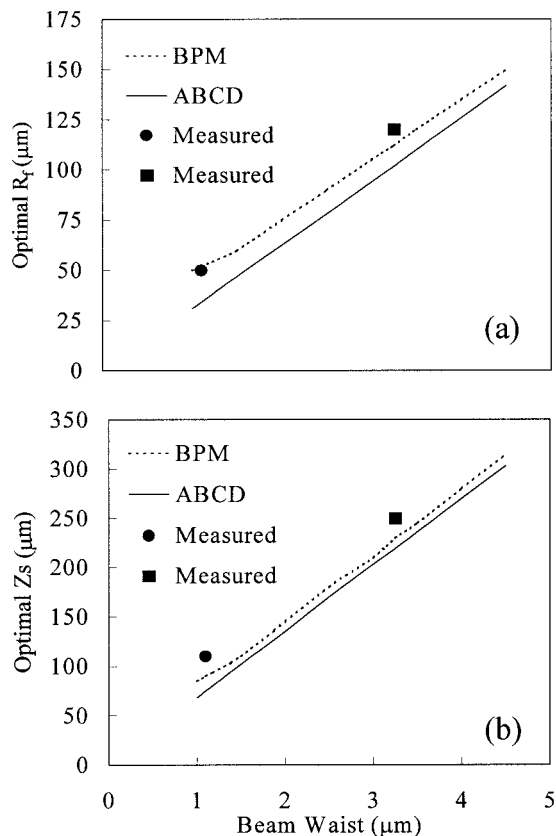 175
150
125
100
75
50
25
0
Optimal Rf (μm)
BPM
ABCD
Measured
Measured
(a)
350
300
250
200
150
100
50
0
Optimal Zs (μm)
BPM
ABCD
Measured
Measured
(b)
0 1 2 3 4 5
Beam Waist (μm)